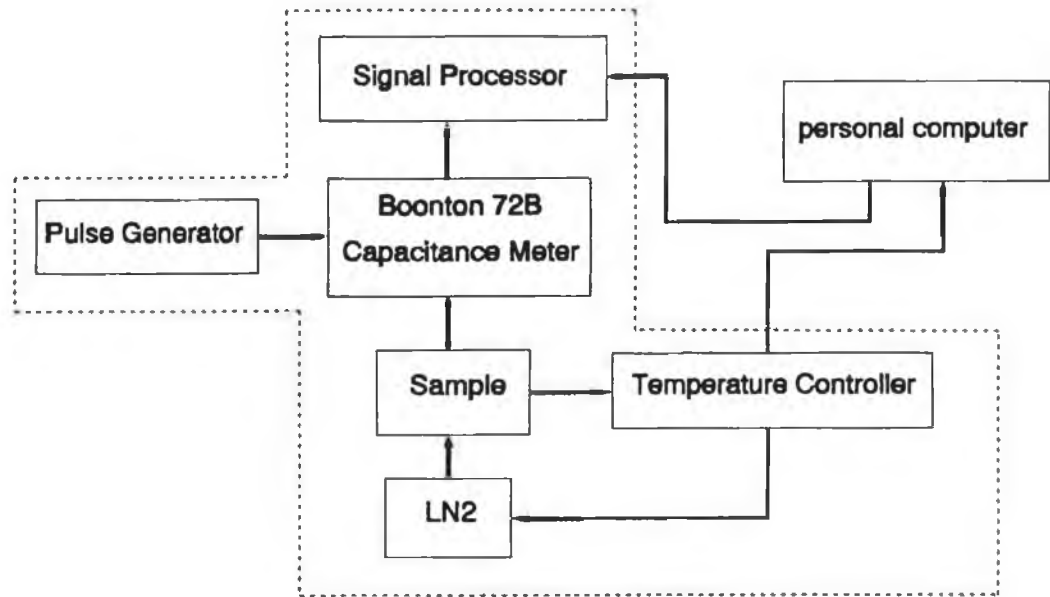 Signal Processor
personal computer
Boonton 72B
Capacitance Meter
Pulse Generator
Sample
Temperature Controller
LN2